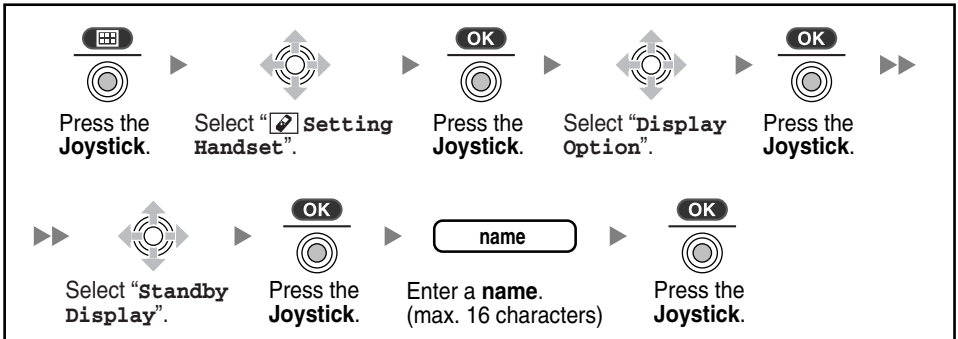 OK
OK
Press the
Joystick.
Select “ Setting
Handset”.
Press the
Joystick.
Select “Display
Option”.
Press the
Joystick.
OK
name
OK
Select “Standby
Display”.
Press the
Joystick.
Enter a name.
(max. 16 characters)
Press the
Joystick.